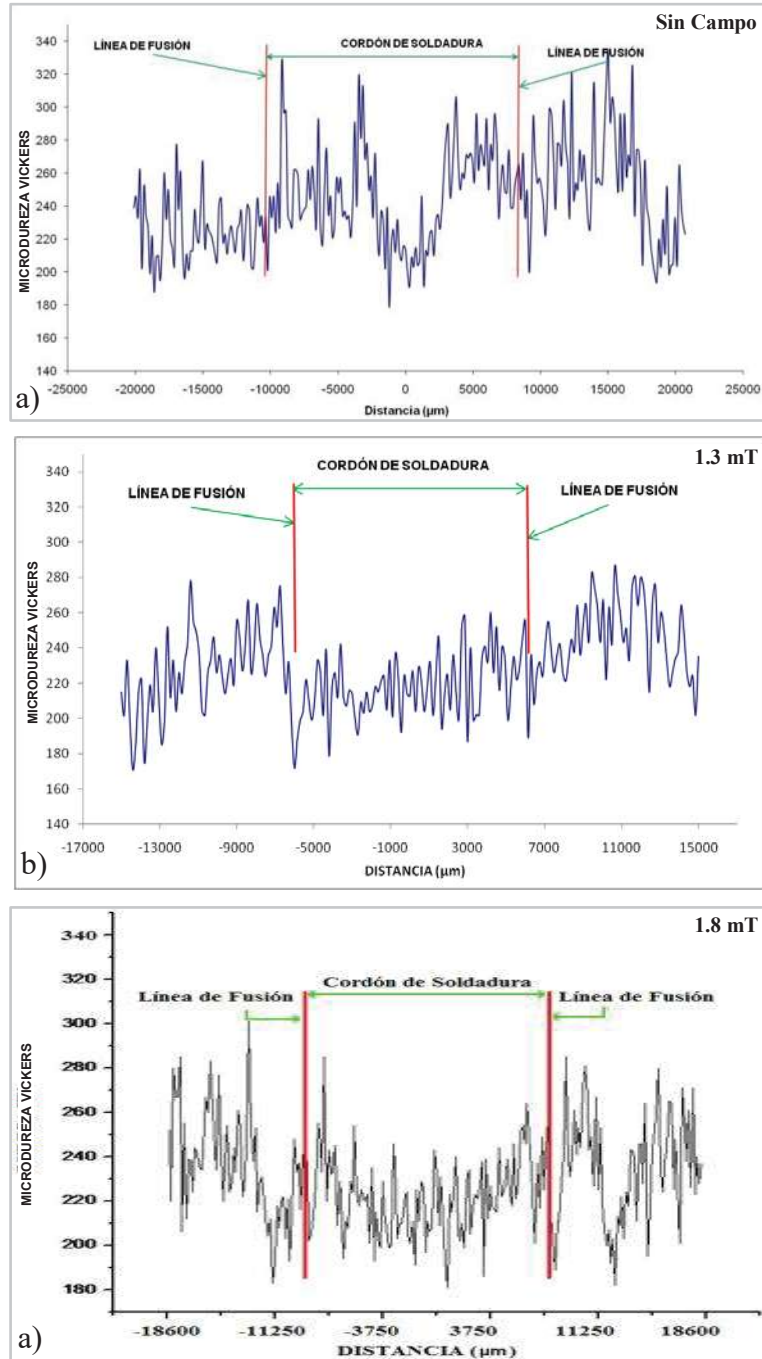 Sin Campo
LÍNEA DE FUSIÓN
CORDÓN DE SOLDADURA
LÍNEA DE FUSIÓN
MICRODUREZA VICKERS
340
320
300
280
260
240
220
200
180
160
140
-25000 -20000 -15000 -10000 -5000 0 5000 10000 15000 20000 25000
Distancia (µm)
a)
1.3 mT
CORDÓN DE SOLDADURA
LÍNEA DE FUSIÓN
LÍNEA DE FUSIÓN
MICRODUREZA VICKERS
340
320
300
280
260
240
220
200
180
160
140
-17000 -13000 -9000 -5000 -1000 3000 7000 11000 15000
DISTANCIA (µm)
b)
1.8 mT
Cordón de Soldadura
Línea de Fusión
Línea de Fusión
MICRODUREZA VICKERS
340
320
300
280
260
240
220
200
180
-18600 -11250 -3750 3750 11250 18600
DISTANCIA (µm)
a)